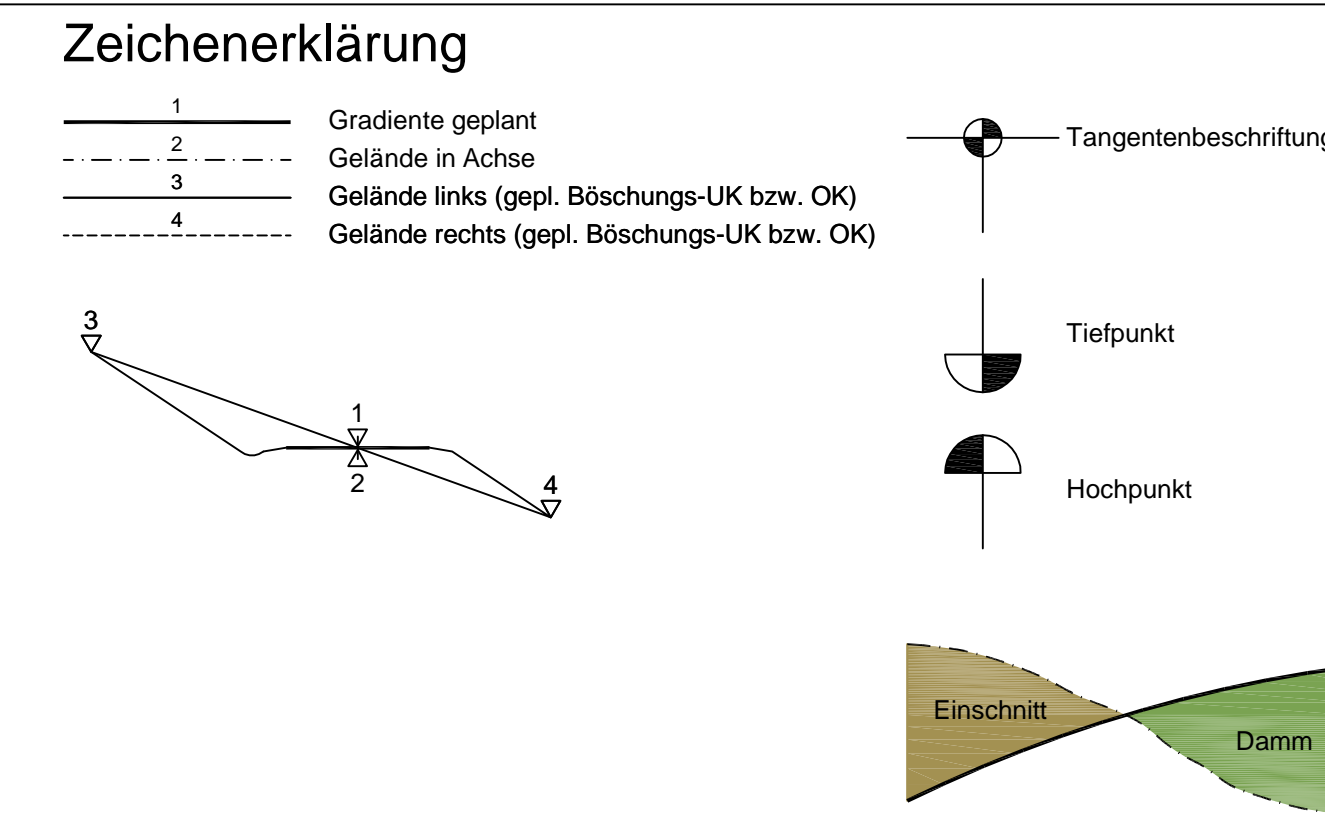 Zeichenerklärung
1
Gradiente geplant
2
Gelände in Achse
3
Gelände links (gepl. Böschungs-UK bzw. OK)
4
Gelände rechts (gepl. Böschungs-UK bzw. OK)
Tangentenbeschriftung
3
1
2
4
Tiefpunkt
Hochpunkt
Einschnitt
Damm